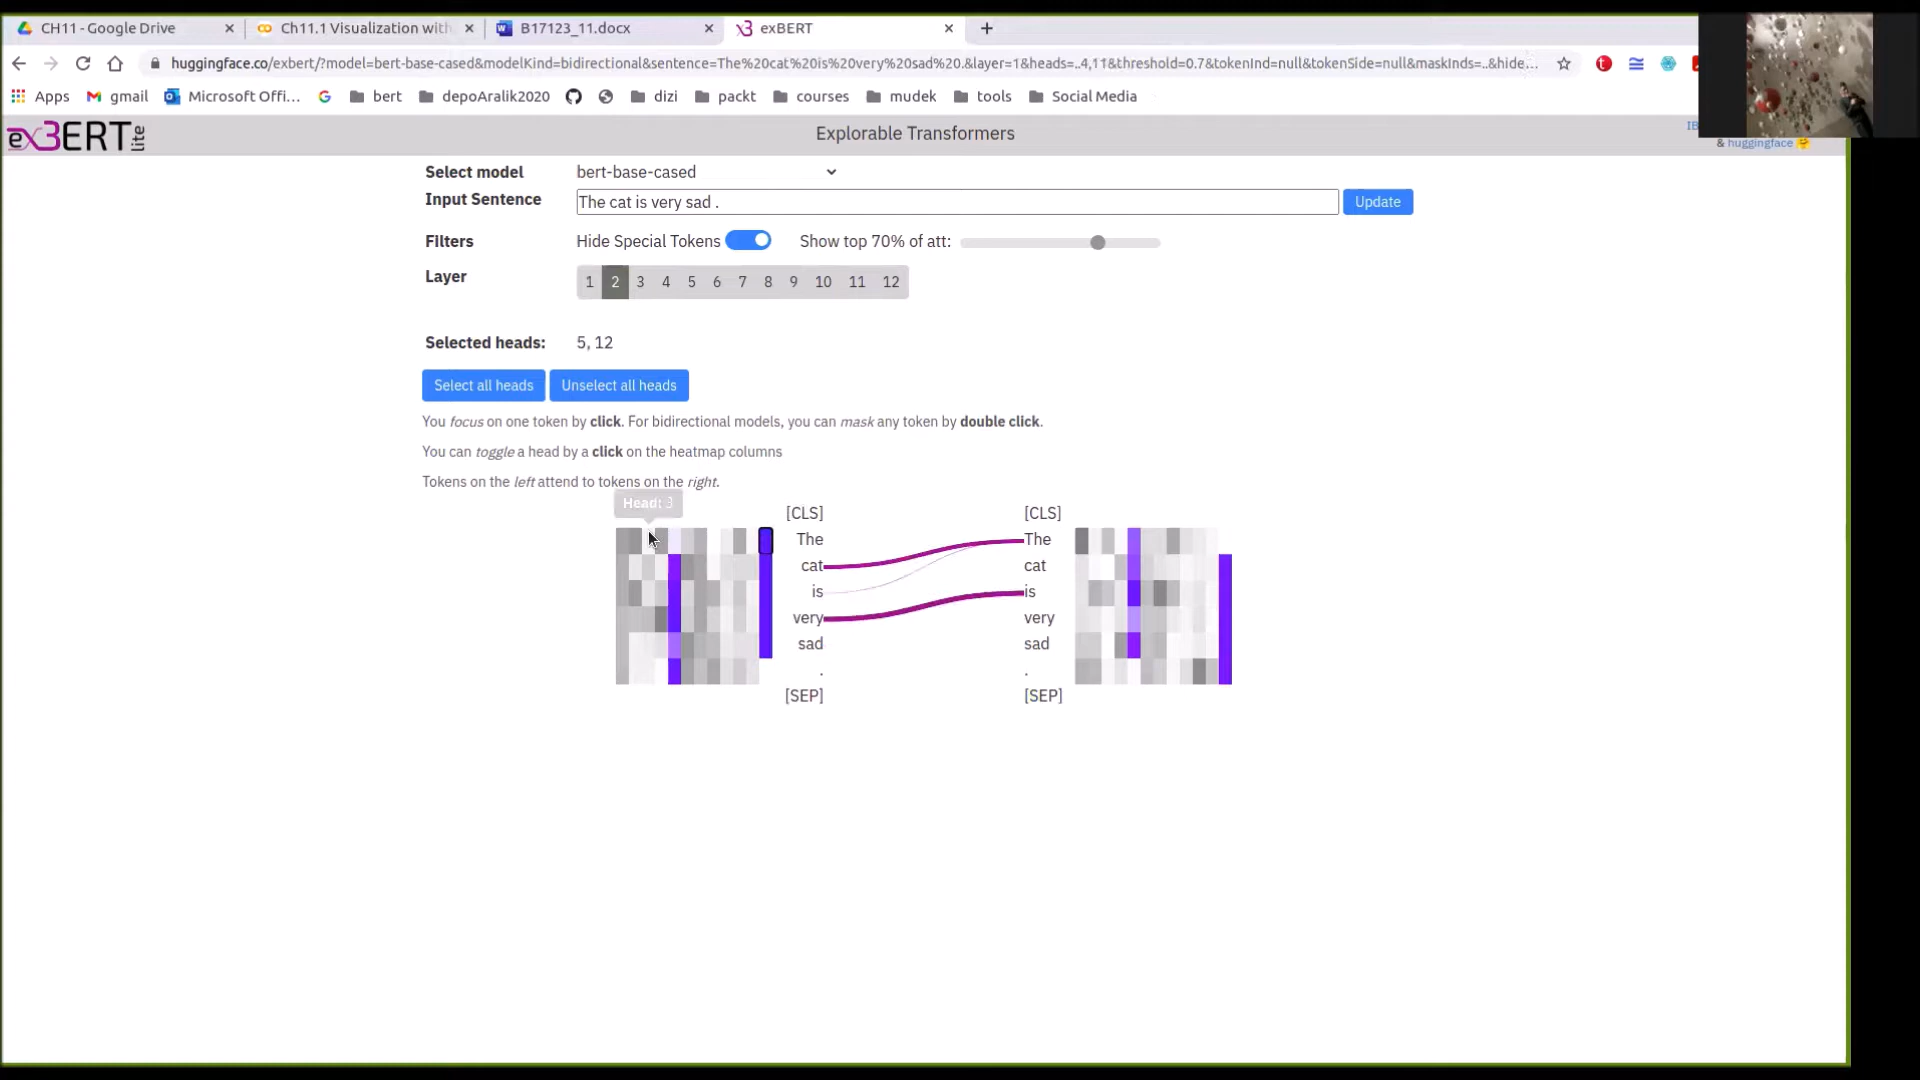 CH11 - Google Drive
Ch11.1 Visualization with
B17123_11.docx
exBERT
huggingface.co/exbert/?model=bert-base-cased&modelKind=bidirectional&sentence=The%20cat%20is%20very%20sad%20.&layer=1&heads=..4,11&threshold=0.7&tokenInd=null&tokenSide=null&maskInds=..&hide...
Apps
gmail
Microsoft Offi...
bert
depoAralik2020
dizi
packt
courses
mudek
tools
Social Media
exBERT lite
Explorable Transformers
& huggingface
Select model
bert-base-cased
Input Sentence
The cat is very sad .
Update
Filters
Hide Special Tokens
Show top 70% of att:
Layer
1 2 3 4 5 6 7 8 9 10 11 12
Selected heads:
5, 12
Select all heads
Unselect all heads
You focus on one token by click. For bidirectional models, you can mask any token by double click.
You can toggle a head by a click on the heatmap columns
Tokens on the left attend to tokens on the right.
Head: 3
[CLS] [CLS]
The The
cat cat
is is
very very
sad sad
. .
[SEP] [SEP]